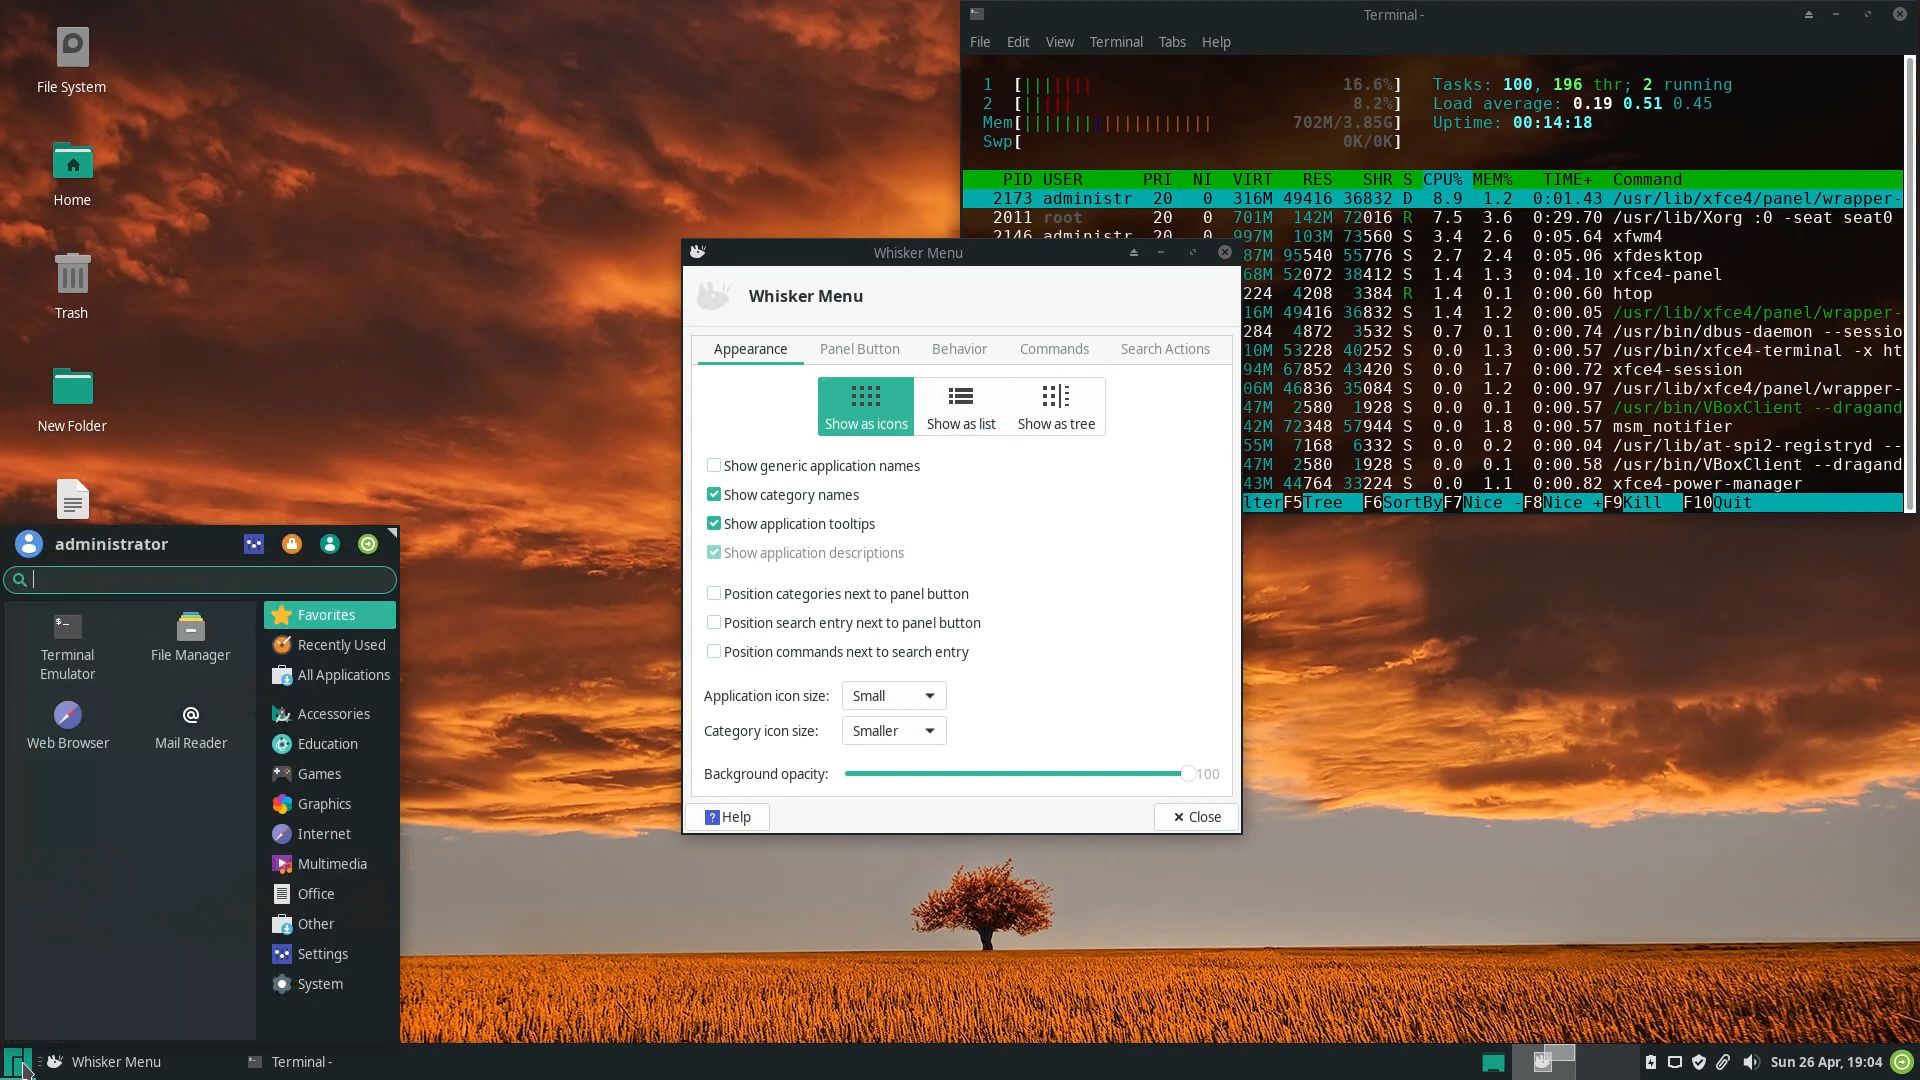 File System
Home
Trash
New Folder
Terminal -
File Edit View Terminal Tabs Help
1 [||||||| 16.6%] Tasks: 100, 196 thr; 2 running
2 [||||| 8.2%] Load average: 0.19 0.51 0.45
Mem[||||||||||||||||||| 702M/3.85G] Uptime: 00:14:18
Swp[ 0K/0K]
PID USER PRI NI VIRT RES SHR S CPU% MEM% TIME+ Command
2173 administr 20 0 316M 49416 36832 D 8.9 1.2 0:01.43 /usr/lib/xfce4/panel/wrapper-
2011 root 20 0 701M 142M 72016 R 7.5 3.6 0:29.70 /usr/lib/Xorg :0 -seat seat0
2146 administr 20 0 997M 103M 73560 S 3.4 2.6 0:05.64 xfwm4
87M 95540 55776 S 2.7 2.4 0:05.06 xfdesktop
68M 52072 38412 S 1.4 1.3 0:04.10 xfce4-panel
224 4208 3384 R 1.4 0.1 0:00.60 htop
16M 49416 36832 S 1.4 1.2 0:00.05 /usr/lib/xfce4/panel/wrapper-
284 4872 3532 S 0.7 0.1 0:00.74 /usr/bin/dbus-daemon --sessio
10M 53228 40252 S 0.0 1.3 0:00.57 /usr/bin/xfce4-terminal -x ht
94M 67852 43420 S 0.0 1.7 0:00.72 xfce4-session
06M 46836 35084 S 0.0 1.2 0:00.97 /usr/lib/xfce4/panel/wrapper-
47M 2580 1928 S 0.0 0.1 0:00.57 /usr/bin/VBoxClient --dragand
42M 72348 57944 S 0.0 1.8 0:00.57 msm_notifier
55M 7168 6332 S 0.0 0.2 0:00.04 /usr/lib/at-spi2-registryd --
47M 2580 1928 S 0.0 0.1 0:00.58 /usr/bin/VBoxClient --dragand
43M 44764 33224 S 0.0 1.1 0:00.82 xfce4-power-manager
lterF5Tree F6SortByF7Nice -F8Nice +F9Kill F10Quit
Whisker Menu
Whisker Menu
Appearance Panel Button Behavior Commands Search Actions
Show as icons Show as list Show as tree
Show generic application names
Show category names
Show application tooltips
Show application descriptions
Position categories next to panel button
Position search entry next to panel button
Position commands next to search entry
Application icon size: Small
Category icon size: Smaller
Background opacity: 100
Help Close
administrator
Terminal Emulator
File Manager
Web Browser
Mail Reader
Favorites
Recently Used
All Applications
Accessories
Education
Games
Graphics
Internet
Multimedia
Office
Other
Settings
System
Whisker Menu Terminal - Sun 26 Apr, 19:04